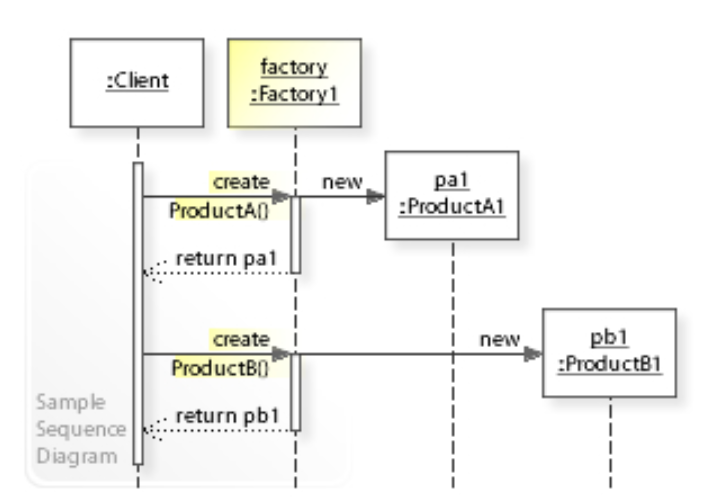 :Client
factory
:Factory1
create
ProductA()
new
pa1
:ProductA1
return pa1
create
ProductB()
new
pb1
:ProductB1
return pb1
Sample
Sequence
Diagram